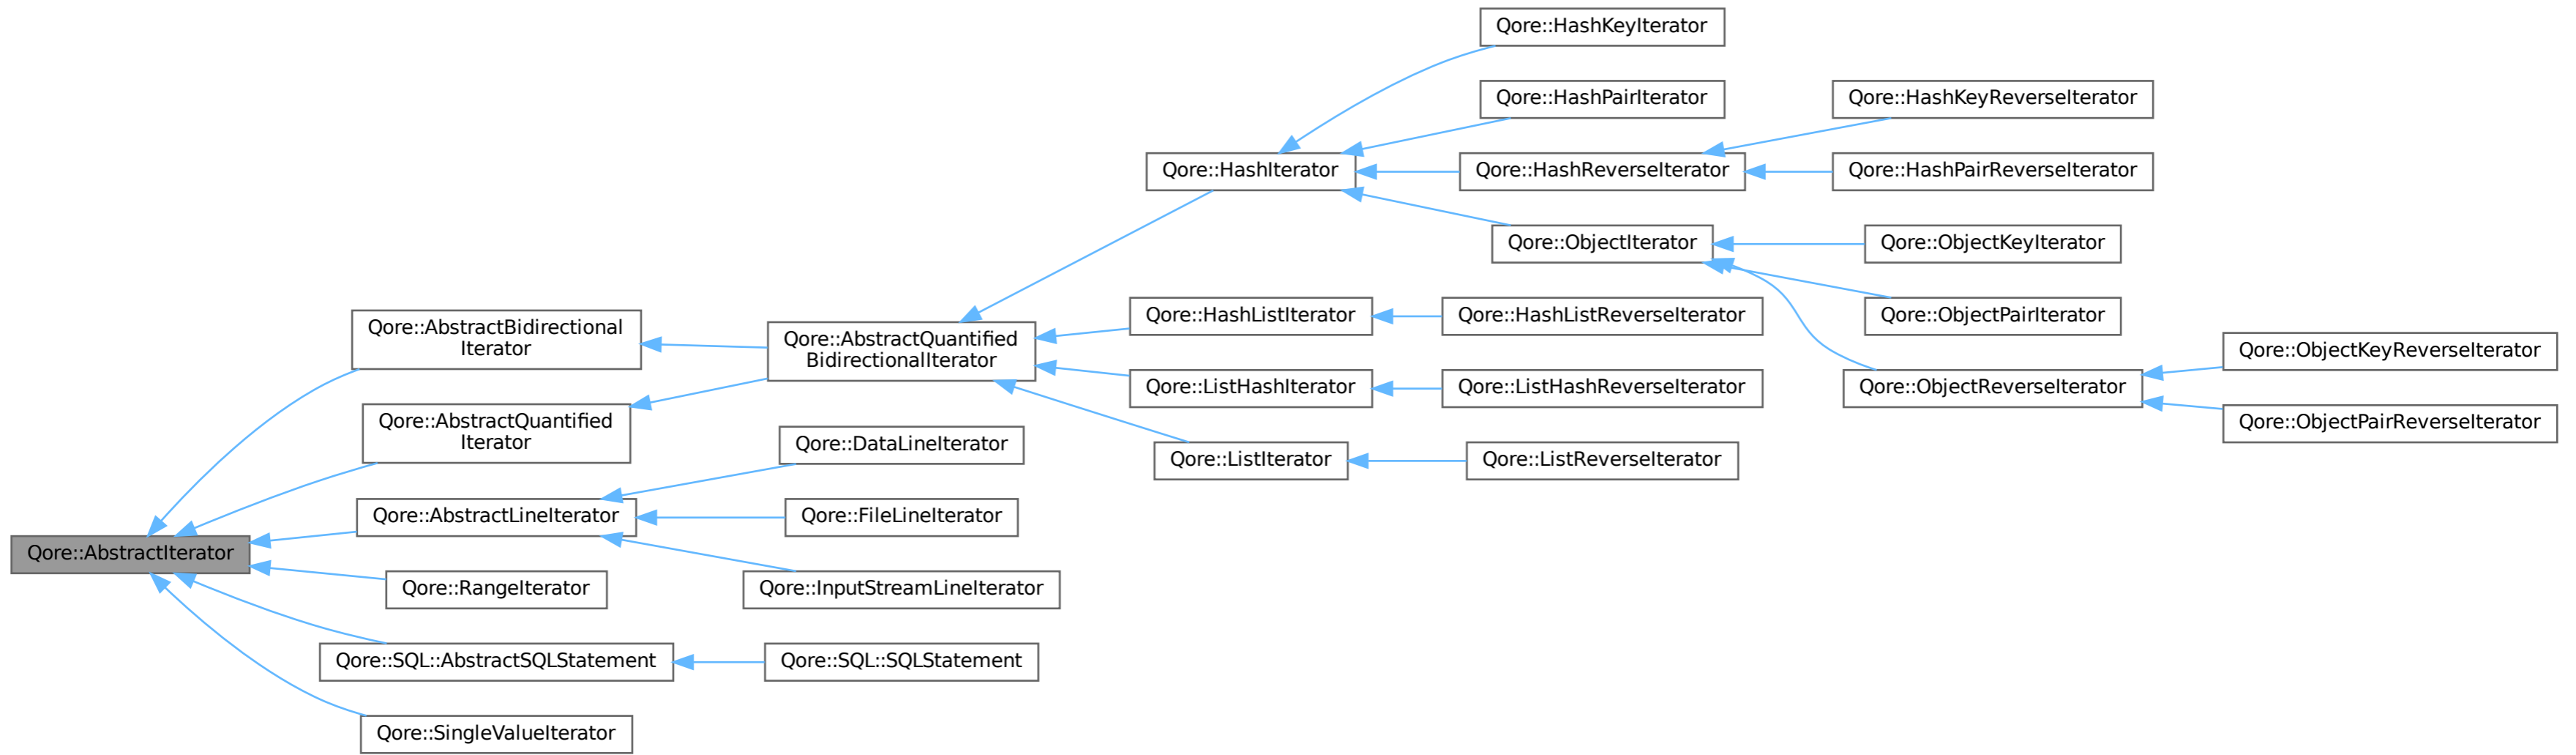 Qore::AbstractIterator
Qore::AbstractBidirectional
Iterator
Qore::AbstractQuantified
Iterator
Qore::AbstractLineIterator
Qore::RangeIterator
Qore::SQL::AbstractSQLStatement
Qore::SingleValueIterator
Qore::AbstractQuantified
BidirectionalIterator
Qore::DataLineIterator
Qore::FileLineIterator
Qore::InputStreamLineIterator
Qore::SQL::SQLStatement
Qore::HashIterator
Qore::HashListIterator
Qore::ListHashIterator
Qore::ListIterator
Qore::HashKeyIterator
Qore::HashPairIterator
Qore::HashReverseIterator
Qore::ObjectIterator
Qore::HashListReverseIterator
Qore::ListHashReverseIterator
Qore::ListReverseIterator
Qore::HashKeyReverseIterator
Qore::HashPairReverseIterator
Qore::ObjectKeyIterator
Qore::ObjectPairIterator
Qore::ObjectReverseIterator
Qore::ObjectKeyReverseIterator
Qore::ObjectPairReverseIterator